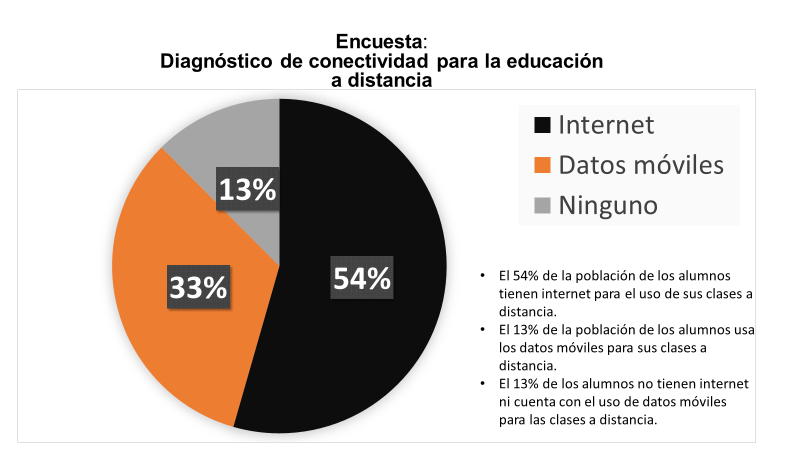 Encuesta:
Diagnóstico de conectividad para la educación
a distancia
Internet
Datos móviles
Ninguno
13%
33%
54%
• El 54% de la población de los alumnos
tienen internet para el uso de sus clases a
distancia.
• El 13% de la población de los alumnos usa
los datos móviles para sus clases a
distancia.
• El 13% de los alumnos no tienen internet
ni cuenta con el uso de datos móviles
para las clases a distancia.